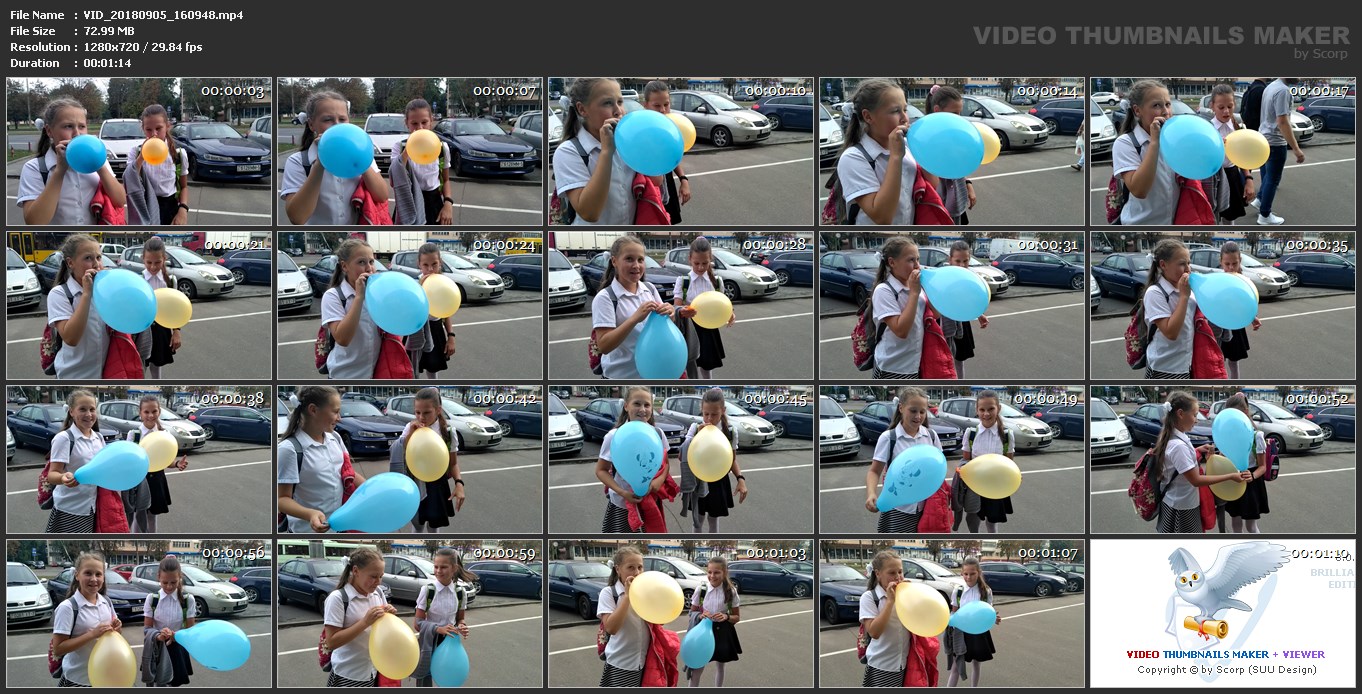 File Name : VID_20180905_160948.mp4
File Size : 72.99 MB
Resolution : 1280x720 / 29.84 fps
Duration : 00:01:14
VIDEO THUMBNAILS MAKER
by Scorp
00:00:03
00:00:07
00:00:10
00:00:14
00:00:17
00:00:21
00:00:24
00:00:28
00:00:31
00:00:35
00:00:38
00:00:42
00:00:45
00:00:49
00:00:52
00:00:56
00:00:59
00:01:03
00:01:07
00:01:10
BRILLIA
EDITI
VIDEO THUMBNAILS MAKER + VIEWER
Copyright © by Scorp (SUU Design)